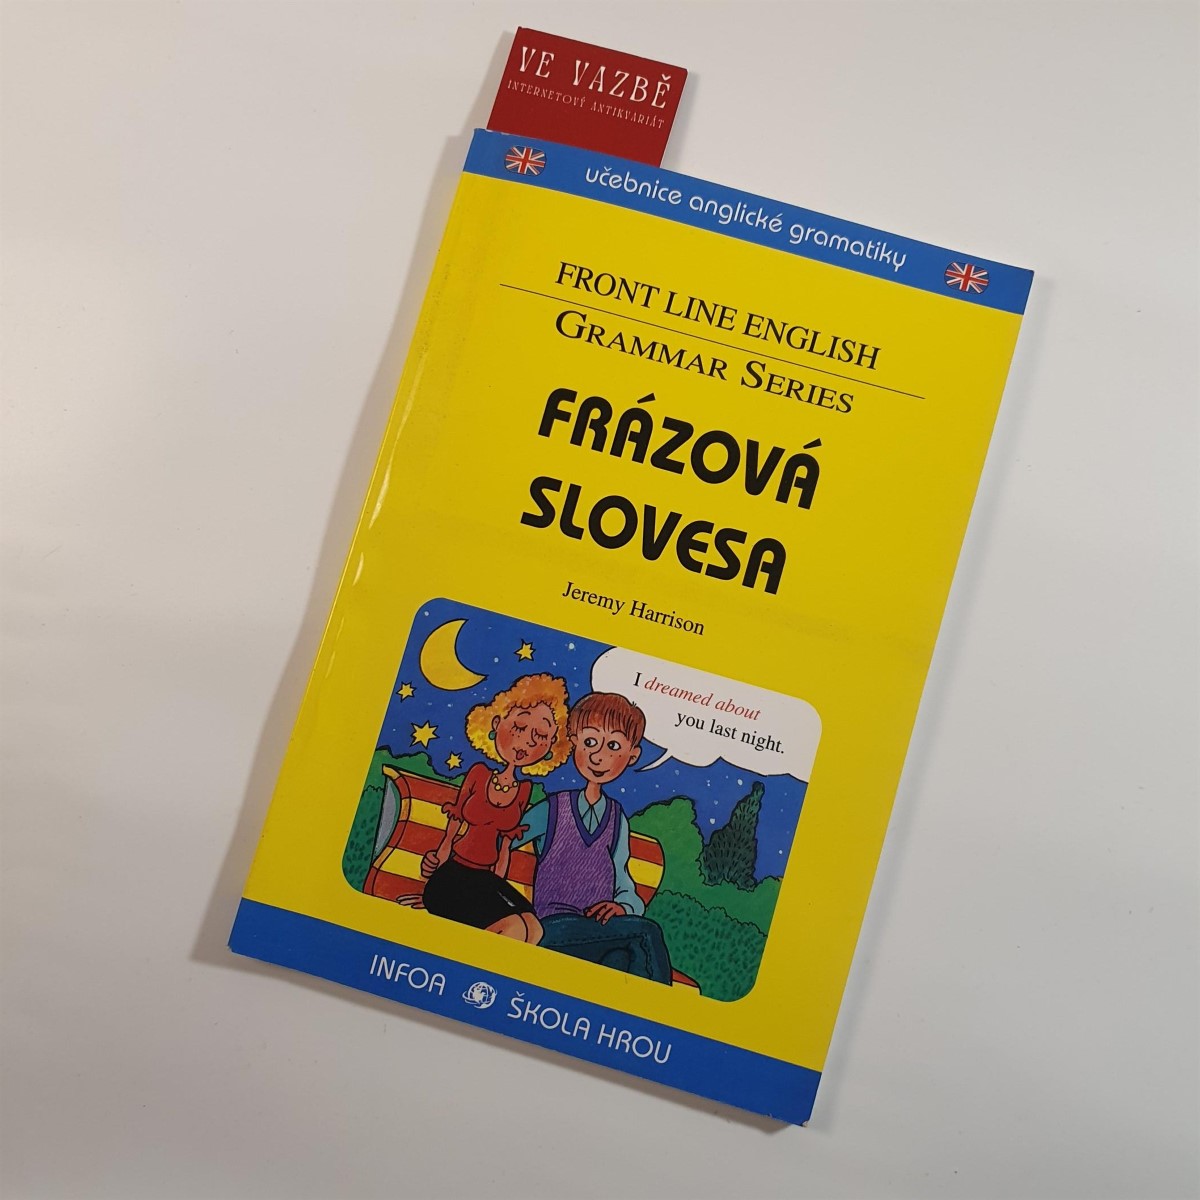 VE VAZBĚ
INTERNETOVÝ ANTIKVARIÁT
učebnice anglické gramatiky
FRONT LINE ENGLISH
GRAMMAR SERIES
FRÁZOVÁ
SLOVESA
Jeremy Harrison
I dreamed about
you last night.
INFOA ŠKOLA HROU